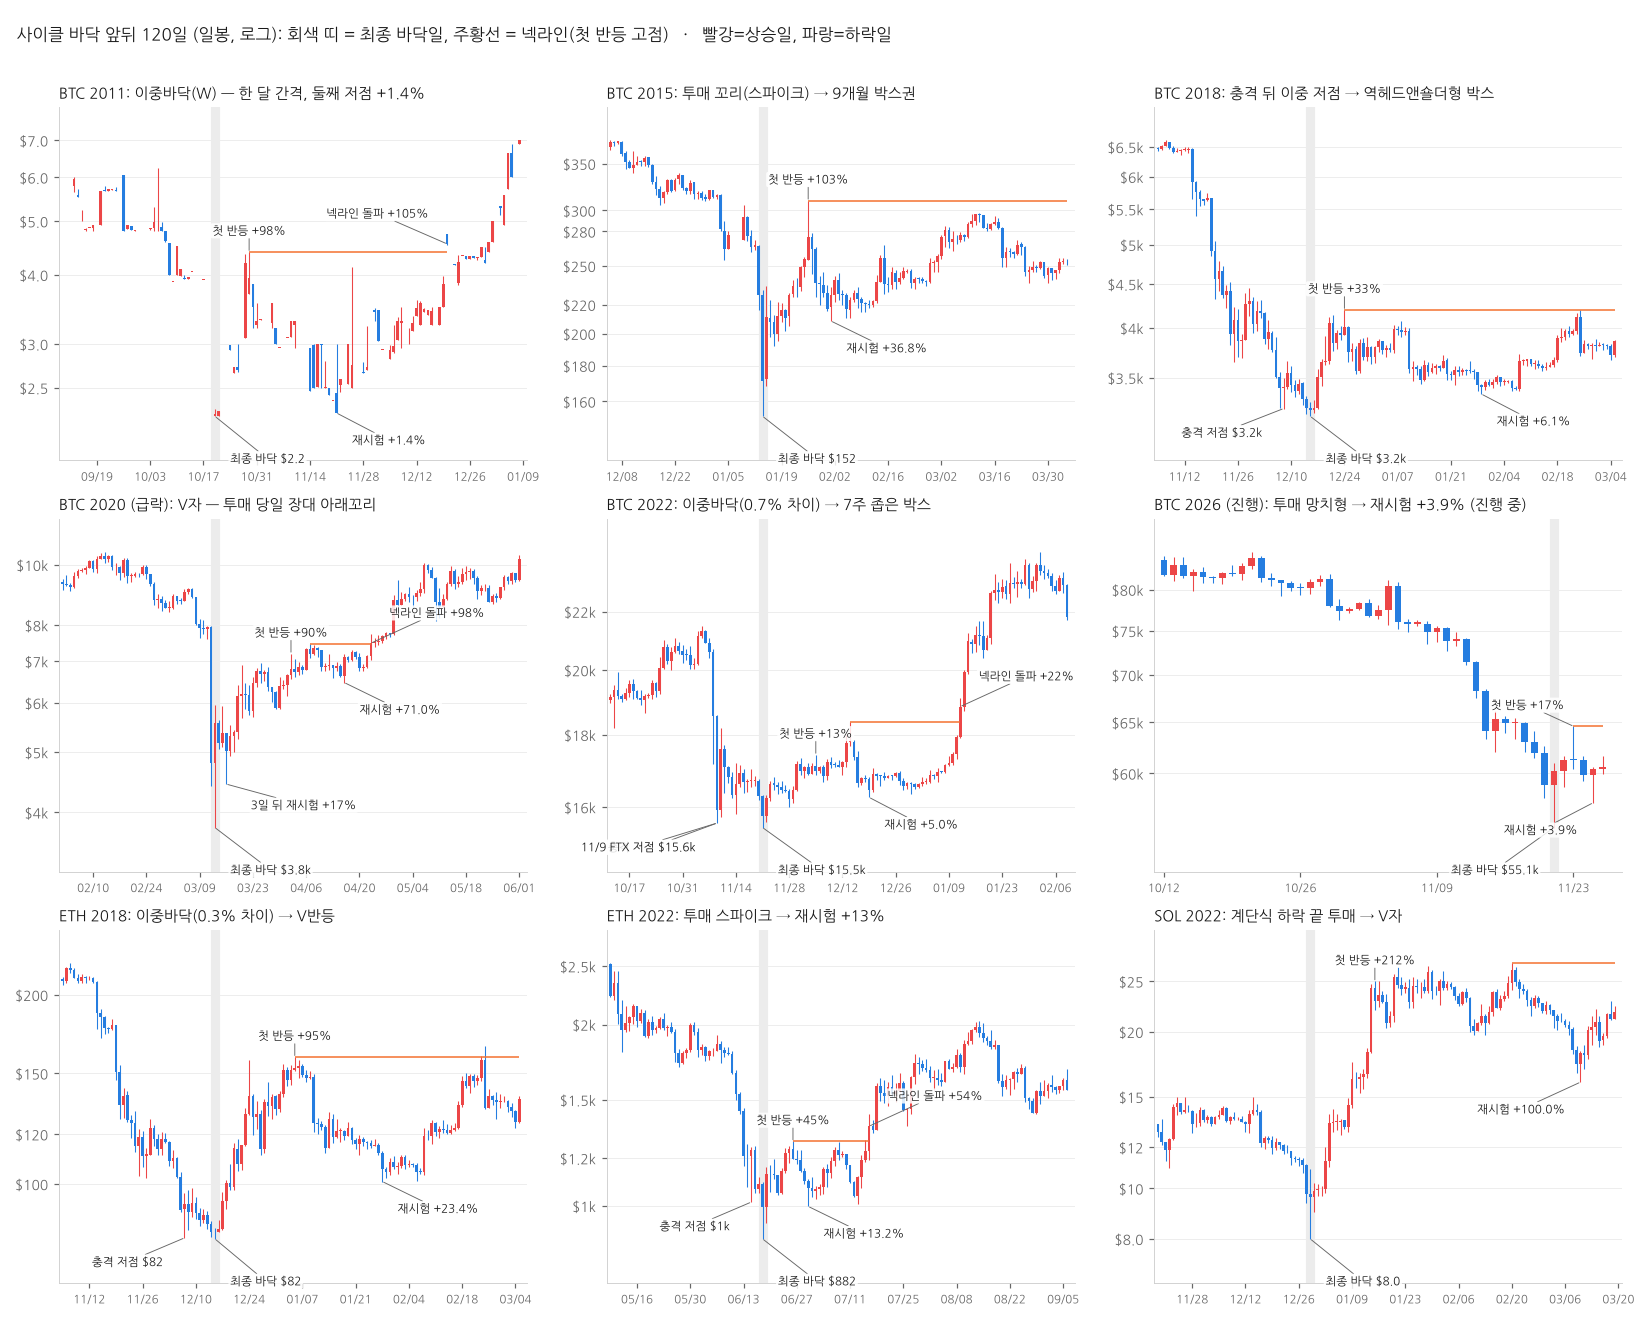 사이클 바닥 앞뒤 120일 (일봉, 로그): 회색 띠 = 최종 바닥일, 주황선 = 넥라인(첫 반등 고점)  ·  빨강=상승일, 파랑=하락일
BTC 2011: 이중바닥(W) — 한 달 간격, 둘째 저점 +1.4%
$7.0
$6.0
$5.0
$4.0
$3.0
$2.5
첫 반등 +98%
넥라인 돌파 +105%
재시험 +1.4%
최종 바닥 $2.2
09/19 10/03 10/17 10/31 11/14 11/28 12/12 12/26 01/09
BTC 2015: 투매 꼬리(스파이크) → 9개월 박스권
$350
$300
$280
$250
$220
$200
$180
$160
첫 반등 +103%
재시험 +36.8%
최종 바닥 $152
12/08 12/22 01/05 01/19 02/02 02/16 03/02 03/16 03/30
BTC 2018: 충격 뒤 이중 저점 → 역헤드앤숄더형 박스
$6.5k
$6k
$5.5k
$5k
$4.5k
$4k
$3.5k
첫 반등 +33%
재시험 +6.1%
충격 저점 $3.2k
최종 바닥 $3.2k
11/12 11/26 12/10 12/24 01/07 01/21 02/04 02/18 03/04
BTC 2020 (급락): V자 — 투매 당일 장대 아래꼬리
$10k
$8k
$7k
$6k
$5k
$4k
넥라인 돌파 +98%
첫 반등 +90%
재시험 +71.0%
3일 뒤 재시험 +17%
최종 바닥 $3.8k
02/10 02/24 03/09 03/23 04/06 04/20 05/04 05/18 06/01
BTC 2022: 이중바닥(0.7% 차이) → 7주 좁은 박스
$22k
$20k
$18k
$16k
넥라인 돌파 +22%
첫 반등 +13%
재시험 +5.0%
11/9 FTX 저점 $15.6k
최종 바닥 $15.5k
10/17 10/31 11/14 11/28 12/12 12/26 01/09 01/23 02/06
BTC 2026 (진행): 투매 망치형 → 재시험 +3.9% (진행 중)
$80k
$75k
$70k
$65k
$60k
첫 반등 +17%
재시험 +3.9%
최종 바닥 $55.1k
10/12 10/26 11/09 11/23
ETH 2018: 이중바닥(0.3% 차이) → V반등
$200
$150
$120
$100
첫 반등 +95%
재시험 +23.4%
충격 저점 $82
최종 바닥 $82
11/12 11/26 12/10 12/24 01/07 01/21 02/04 02/18 03/04
ETH 2022: 투매 스파이크 → 재시험 +13%
$2.5k
$2k
$1.5k
$1.2k
$1k
넥라인 돌파 +54%
첫 반등 +45%
충격 저점 $1k
재시험 +13.2%
최종 바닥 $882
05/16 05/30 06/13 06/27 07/11 07/25 08/08 08/22 09/05
SOL 2022: 계단식 하락 끝 투매 → V자
$25
$20
$15
$12
$10
$8.0
첫 반등 +212%
재시험 +100.0%
최종 바닥 $8.0
11/28 12/12 12/26 01/09 01/23 02/06 02/20 03/06 03/20